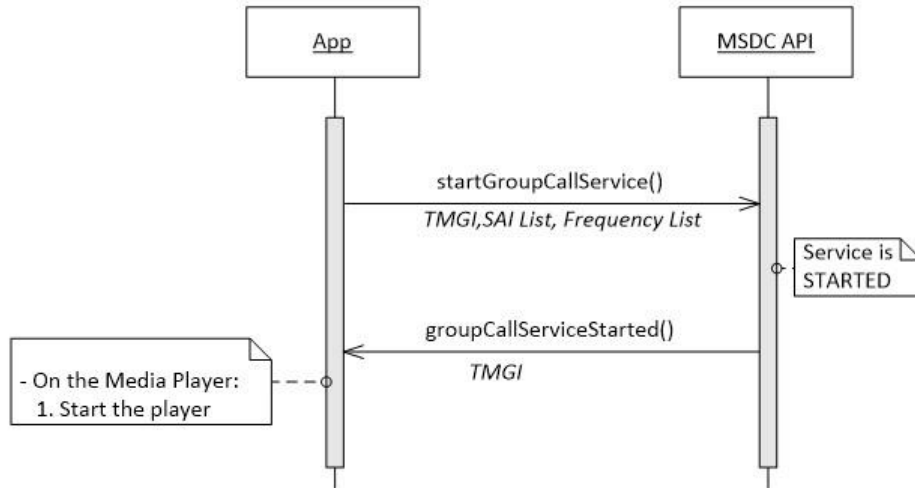 App
MSDC API
startGroupCallService()
TMGI,SAI List, Frequency List
Service is
STARTED
groupCallServiceStarted()
TMGI
- On the Media Player:
1. Start the player